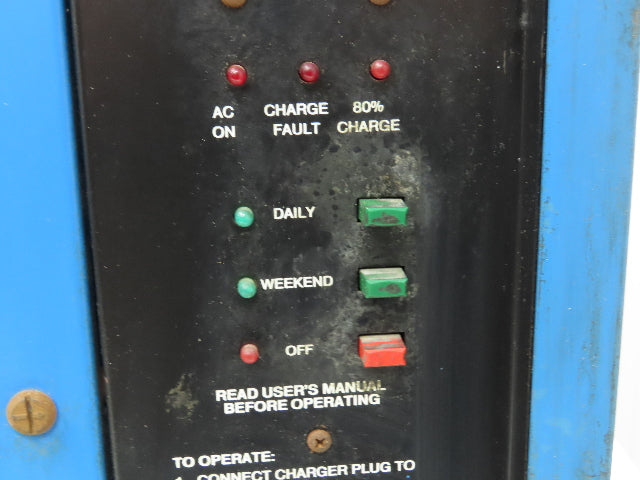 AC CHARGE 80%
ON FAULT CHARGE
DAILY
WEEKEND
OFF
READ USER'S MANUAL
BEFORE OPERATING
TO OPERATE:
1. CONNECT CHARGER PLUG TO